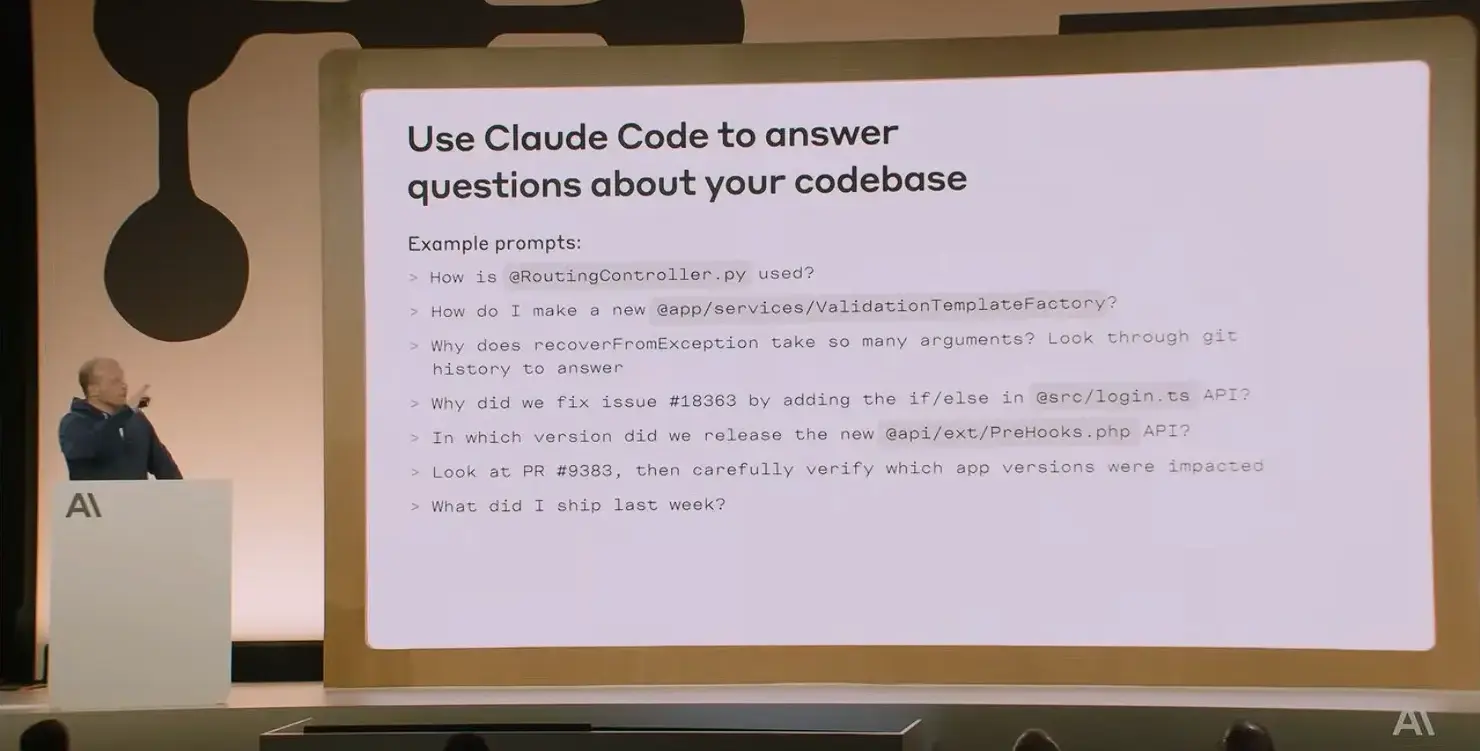 Use Claude Code to answer
questions about your codebase
Example prompts:
> How is @RoutingController.py used?
> How do I make a new @app/services/ValidationTemplateFactory?
> Why does recoverFromException take so many arguments? Look through git
history to answer
> Why did we fix issue #18363 by adding the if/else in @src/login.ts API?
> In which version did we release the new @api/ext/PreHooks.php API?
> Look at PR #9383, then carefully verify which app versions were impacted
> What did I ship last week?
A\
A\